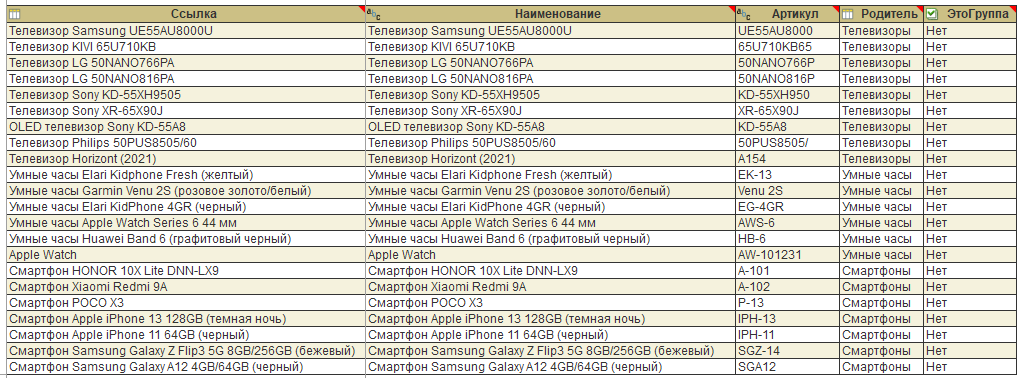 Ссылка Наименование Артикул Родитель ЭтоГруппа
Телевизор Samsung UE55AU8000U Телевизор Samsung UE55AU8000U UE55AU8000 Телевизоры Нет
Телевизор KIVI 65U710KB Телевизор KIVI 65U710KB 65U710KB65 Телевизоры Нет
Телевизор LG 50NANO766PA Телевизор LG 50NANO766PA 50NANO766P Телевизоры Нет
Телевизор LG 50NANO816PA Телевизор LG 50NANO816PA 50NANO816P Телевизоры Нет
Телевизор Sony KD-55XH9505 Телевизор Sony KD-55XH9505 KD-55XH950 Телевизоры Нет
Телевизор Sony XR-65X90J Телевизор Sony XR-65X90J XR-65X90J Телевизоры Нет
OLED телевизор Sony KD-55A8 OLED телевизор Sony KD-55A8 KD-55A8 Телевизоры Нет
Телевизор Philips 50PUS8505/60 Телевизор Philips 50PUS8505/60 50PUS8505/ Телевизоры Нет
Телевизор Horizont (2021) Телевизор Horizont (2021) A154 Телевизоры Нет
Умные часы Elari Kidphone Fresh (желтый) Умные часы Elari Kidphone Fresh (желтый) EK-13 Умные часы Нет
Умные часы Garmin Venu 2S (розовое золото/белый) Умные часы Garmin Venu 2S (розовое золото/белый) Venu 2S Умные часы Нет
Умные часы Elari KidPhone 4GR (черный) Умные часы Elari KidPhone 4GR (черный) EG-4GR Умные часы Нет
Умные часы Apple Watch Series 6 44 мм Умные часы Apple Watch Series 6 44 мм AWS-6 Умные часы Нет
Умные часы Huawei Band 6 (графитовый черный) Умные часы Huawei Band 6 (графитовый черный) HB-6 Умные часы Нет
Apple Watch Apple Watch AW-101231 Умные часы Нет
Смартфон HONOR 10X Lite DNN-LX9 Смартфон HONOR 10X Lite DNN-LX9 A-101 Смартфоны Нет
Смартфон Xiaomi Redmi 9A Смартфон Xiaomi Redmi 9A A-102 Смартфоны Нет
Смартфон POCO X3 Смартфон POCO X3 P-13 Смартфоны Нет
Смартфон Apple iPhone 13 128GB (темная ночь) Смартфон Apple iPhone 13 128GB (темная ночь) IPH-13 Смартфоны Нет
Смартфон Apple iPhone 11 64GB (черный) Смартфон Apple iPhone 11 64GB (черный) IPH-11 Смартфоны Нет
Смартфон Samsung Galaxy Z Flip3 5G 8GB/256GB (бежевый) Смартфон Samsung Galaxy Z Flip3 5G 8GB/256GB (бежевый) SGZ-14 Смартфоны Нет
Смартфон Samsung Galaxy A12 4GB/64GB (черный) Смартфон Samsung Galaxy A12 4GB/64GB (черный) SGA12 Смартфоны Нет